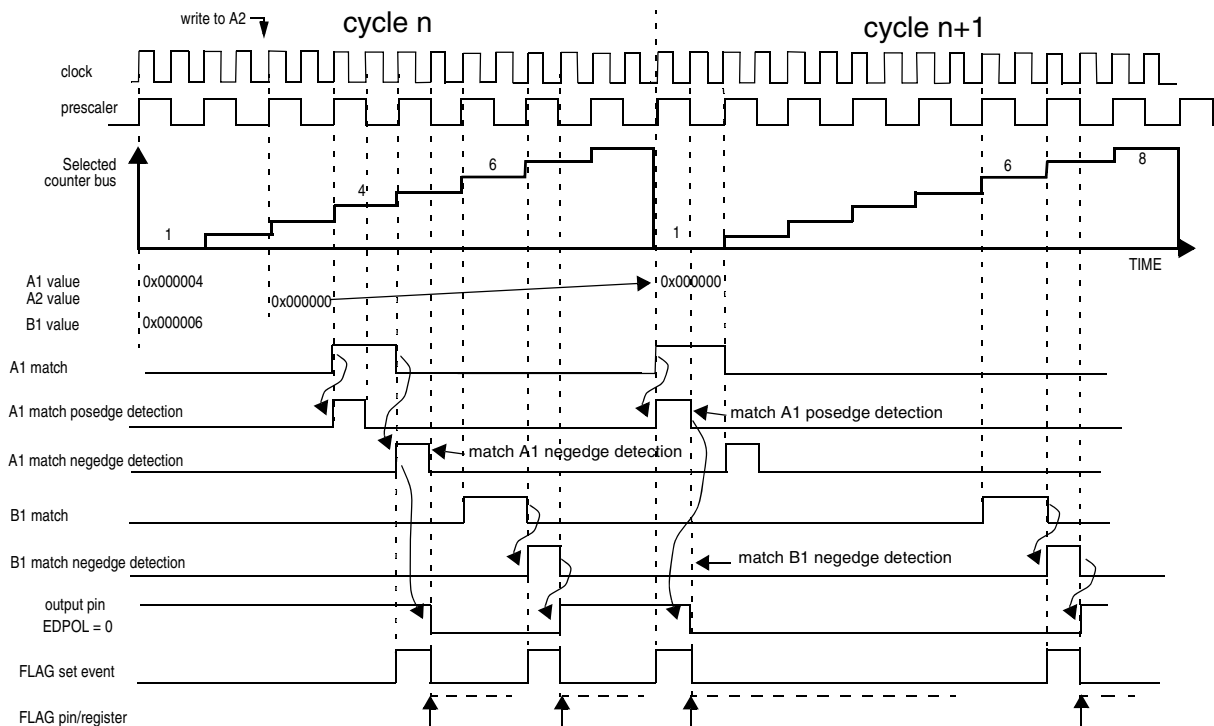 write to A2
cycle n
cycle n+1
clock
prescaler
Selected
counter bus
1
4
6
1
6
8
TIME
A1 value
0x000004
0x000000
A2 value
0x000000
B1 value
0x000006
A1 match
A1 match posedge detection
match A1 posedge detection
A1 match negedge detection
match A1 negedge detection
B1 match
B1 match negedge detection
match B1 negedge detection
output pin
EDPOL = 0
FLAG set event
FLAG pin/register